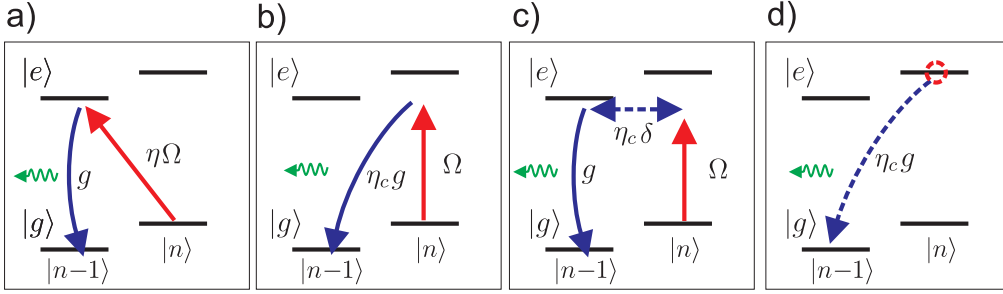 a)
|e⟩
ηΩ
g
|g⟩
|n−1⟩
|n⟩
b)
|e⟩
η_c g
Ω
|g⟩
|n−1⟩
|n⟩
c)
|e⟩
η_c δ
g
Ω
|g⟩
|n−1⟩
|n⟩
d)
|e⟩
η_c g
|g⟩
|n−1⟩
|n⟩